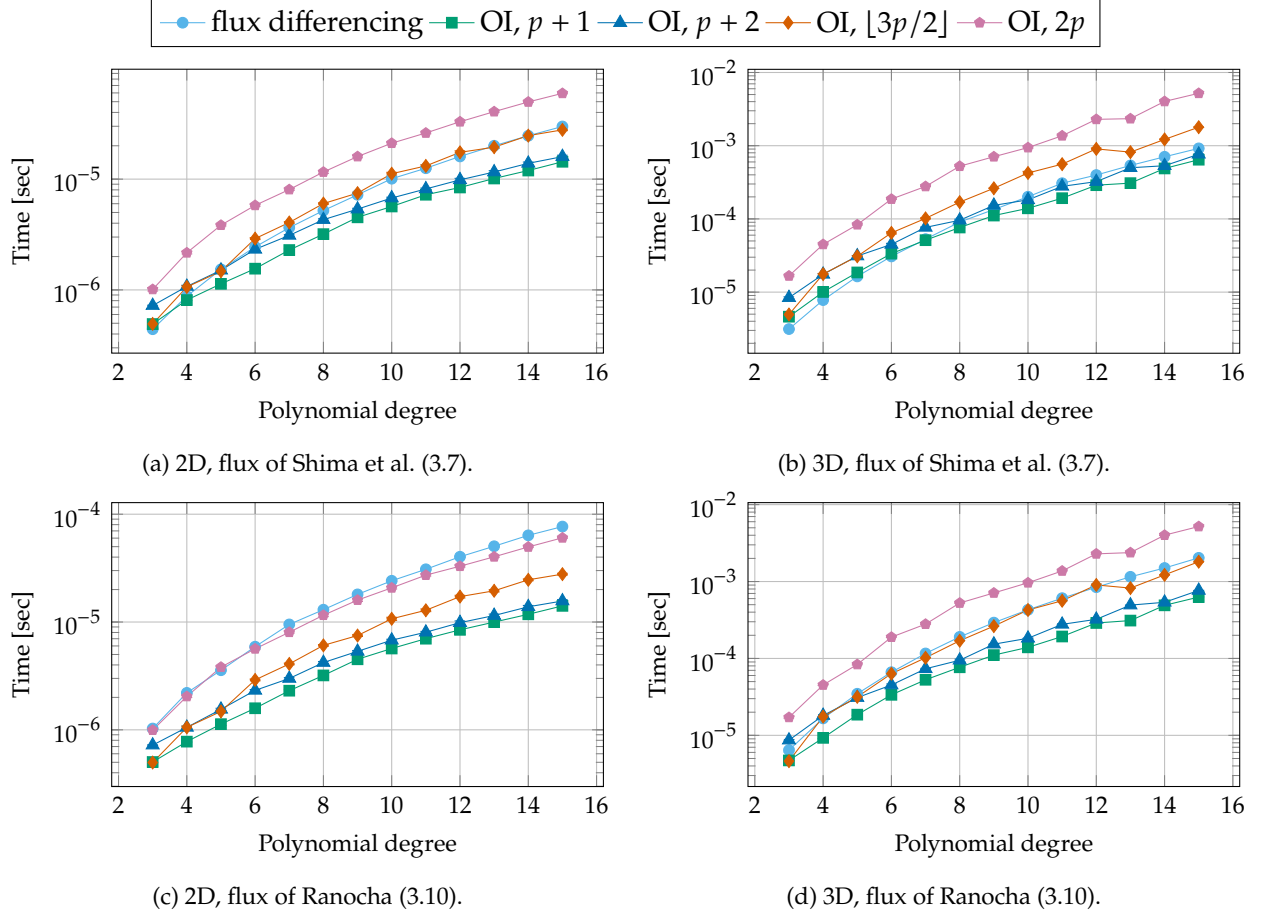 flux differencing OI, p + 1 OI, p + 2 OI, ⌊3p/2⌋ OI, 2p
10⁻⁵
10⁻⁶
Time [sec]
2 4 6 8 10 12 14 16
Polynomial degree
(a) 2D, flux of Shima et al. (3.7).
10⁻²
10⁻³
10⁻⁴
10⁻⁵
Time [sec]
2 4 6 8 10 12 14 16
Polynomial degree
(b) 3D, flux of Shima et al. (3.7).
10⁻⁴
10⁻⁵
10⁻⁶
Time [sec]
2 4 6 8 10 12 14 16
Polynomial degree
(c) 2D, flux of Ranocha (3.10).
10⁻²
10⁻³
10⁻⁴
10⁻⁵
Time [sec]
2 4 6 8 10 12 14 16
Polynomial degree
(d) 3D, flux of Ranocha (3.10).